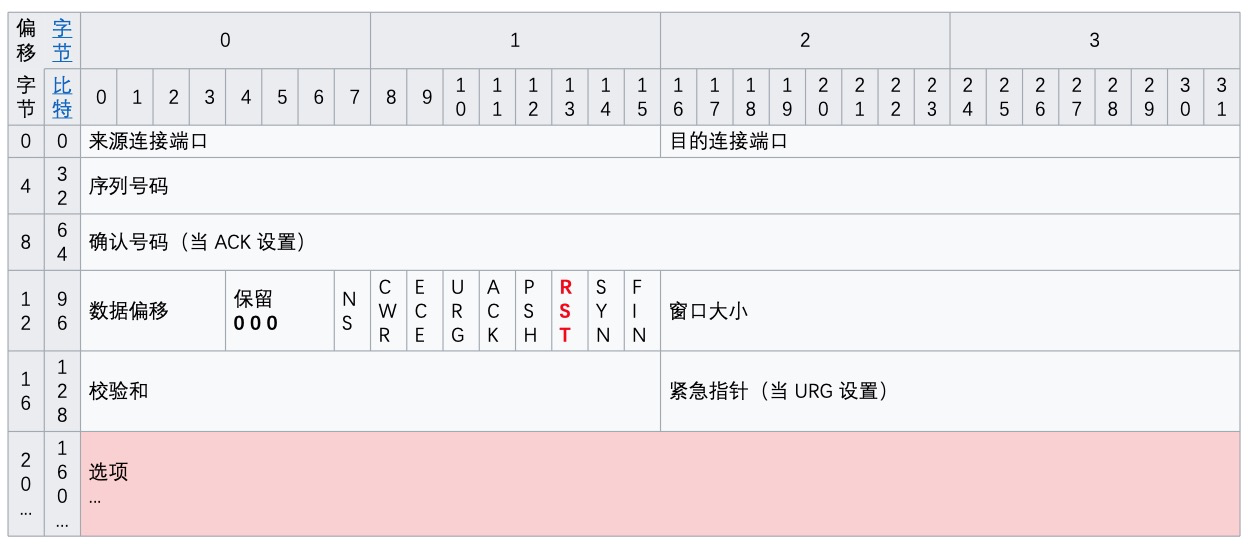 偏移 字节 0 1 2 3
字节 比特 0 1 2 3 4 5 6 7 8 9 10 11 12 13 14 15 16 17 18 19 20 21 22 23 24 25 26 27 28 29 30 31
0 0 来源连接端口 目的连接端口
4 32 序列号码
8 64 确认号码（当 ACK 设置）
12 96 数据偏移 保留 000 NS CWR ECE URG ACK PSH RST SYN FIN 窗口大小
16 128 校验和 紧急指针（当 URG 设置）
20... 160... 选项
...